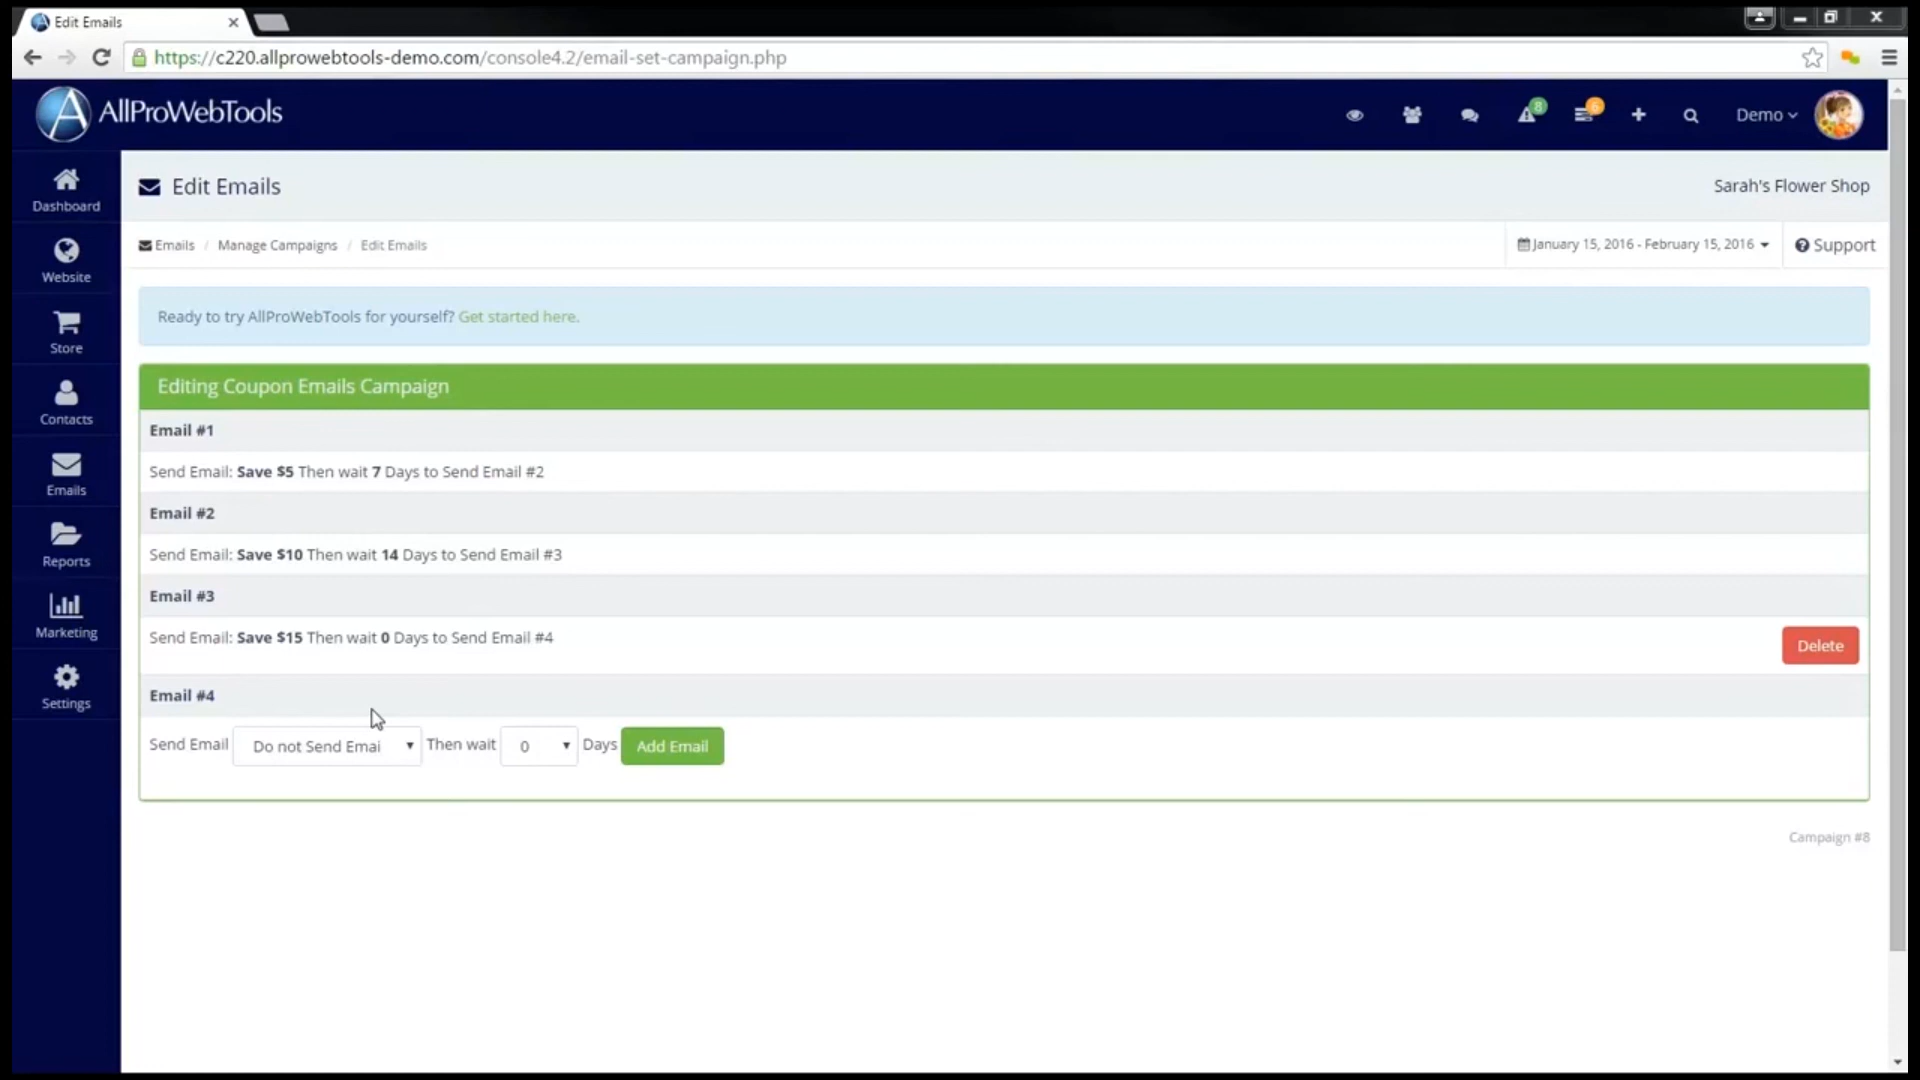 Edit Emails
https://c220.allprowebtools-demo.com/console4.2/email-set-campaign.php
AllProWebTools
8
6
Demo
Dashboard
Website
Store
Contacts
Emails
Reports
Marketing
Settings
Edit Emails
Sarah's Flower Shop
Emails / Manage Campaigns / Edit Emails
January 15, 2016 - February 15, 2016
Support
Ready to try AllProWebTools for yourself? Get started here.
Editing Coupon Emails Campaign
Email #1
Send Email: Save $5 Then wait 7 Days to Send Email #2
Email #2
Send Email: Save $10 Then wait 14 Days to Send Email #3
Email #3
Send Email: Save $15 Then wait 0 Days to Send Email #4
Delete
Email #4
Send Email Do not Send Emai Then wait 0 Days Add Email
Campaign #8